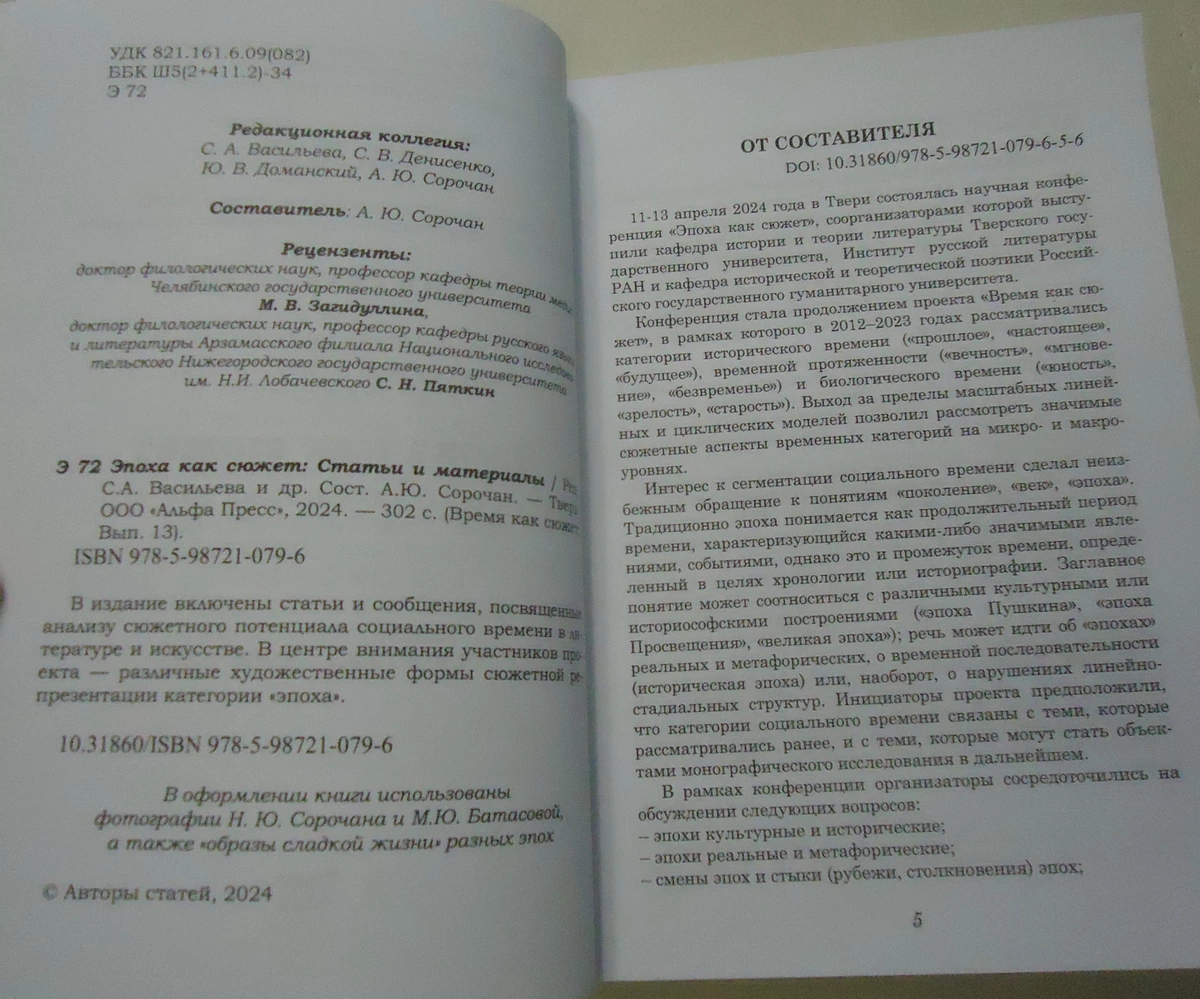 УДК 821.161.6.09(082)
ББК Ш5(2+411.2)-34
Э 72
Редакционная коллегия:
С. А. Васильева, С. В. Денисенко,
Ю. В. Доманский, А. Ю. Сорочан
Составитель: А. Ю. Сорочан
Рецензенты:
доктор филологических наук, профессор кафедры теории
Челябинского государственного университета
М. В. Загидуллина,
доктор филологических наук, профессор кафедры русского
и литературы Арзамасского филиала Национального исследова-
тельского Нижегородского государственного университета
им. Н.И. Лобачевского С. Н. Пяткин
Э 72 Эпоха как сюжет: Статьи и материалы /
С.А. Васильева и др. Сост. А.Ю. Сорочан. — Тверь
ООО «Альфа Пресс», 2024. — 302 с. (Время как сюжет
Вып. 13).
ISBN 978-5-98721-079-6
В издание включены статьи и сообщения, посвященные
анализу сюжетного потенциала социального времени в ли-
тературе и искусстве. В центре внимания участников про-
екта — различные художественные формы сюжетной ре-
презентации категории «эпоха».
10.31860/ISBN 978-5-98721-079-6
В оформлении книги использованы
фотографии Н. Ю. Сорочана и М.Ю. Батасовой,
а также «образы сладкой жизни» разных эпох
© Авторы статей, 2024
ОТ СОСТАВИТЕЛЯ
DOI: 10.31860/978-5-98721-079-6-5-6
11-13 апреля 2024 года в Твери состоялась научная конфе-
ренция «Эпоха как сюжет», соорганизаторами которой высту-
пили кафедра истории и теории литературы Тверского госу-
дарственного университета, Институт русской литературы
РАН и кафедра исторической и теоретической поэтики Россий-
ского государственного гуманитарного университета.
Конференция стала продолжением проекта «Время как сю-
жет», в рамках которого в 2012–2023 годах рассматривались
категории исторического времени («прошлое», «настоящее»,
«будущее»), временной протяженности («вечность», «мгнове-
ние», «безвременье») и биологического времени («юность»,
«зрелость», «старость»). Выход за пределы масштабных линей-
ных и циклических моделей позволил рассмотреть значимые
сюжетные аспекты временных категорий на микро- и макро-
уровнях.
Интерес к сегментации социального времени сделал неиз-
бежным обращение к понятиям «поколение», «век», «эпоха».
Традиционно эпоха понимается как продолжительный период
времени, характеризующийся какими-либо значимыми явле-
ниями, событиями, однако это и промежуток времени, опреде-
ленный в целях хронологии или историографии. Заглавное
понятие может соотноситься с различными культурными или
историософскими построениями («эпоха Пушкина», «эпоха
Просвещения», «великая эпоха»); речь может идти об «эпохах»
реальных и метафорических, о временной последовательности
(историческая эпоха) или, наоборот, о нарушениях линейно-
стадиальных структур. Инициаторы проекта предположили,
что категории социального времени связаны с теми, которые
рассматривались ранее, и с теми, которые могут стать объек-
тами монографического исследования в дальнейшем.
В рамках конференции организаторы сосредоточились на
обсуждении следующих вопросов:
– эпохи культурные и исторические;
– эпохи реальные и метафорические;
– смены эпох и стыки (рубежи, столкновения) эпох;
5